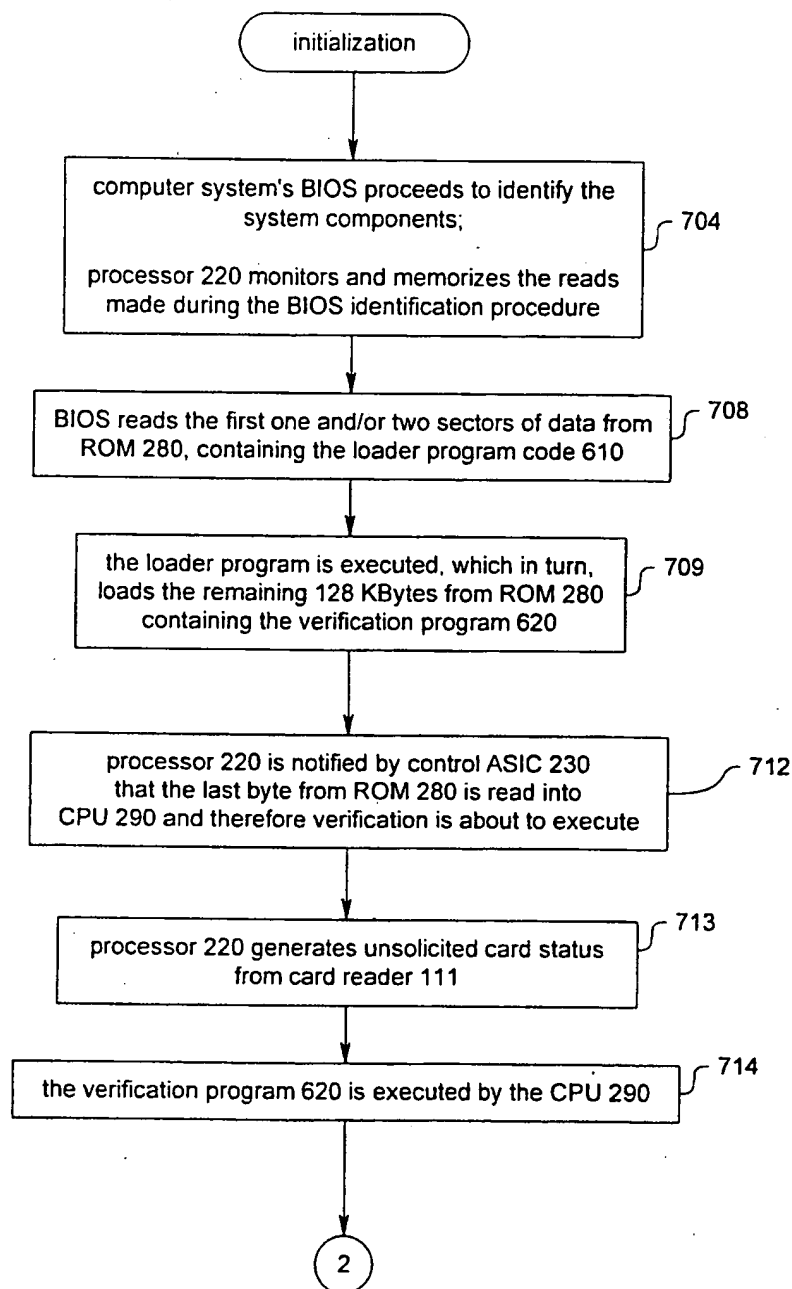 initialization
computer system's BIOS proceeds to identify the
system components;
processor 220 monitors and memorizes the reads
made during the BIOS identification procedure
704
BIOS reads the first one and/or two sectors of data from
ROM 280, containing the loader program code 610
708
the loader program is executed, which in turn,
loads the remaining 128 KBytes from ROM 280
containing the verification program 620
709
processor 220 is notified by control ASIC 230
that the last byte from ROM 280 is read into
CPU 290 and therefore verification is about to execute
712
processor 220 generates unsolicited card status
from card reader 111
713
the verification program 620 is executed by the CPU 290
714
2